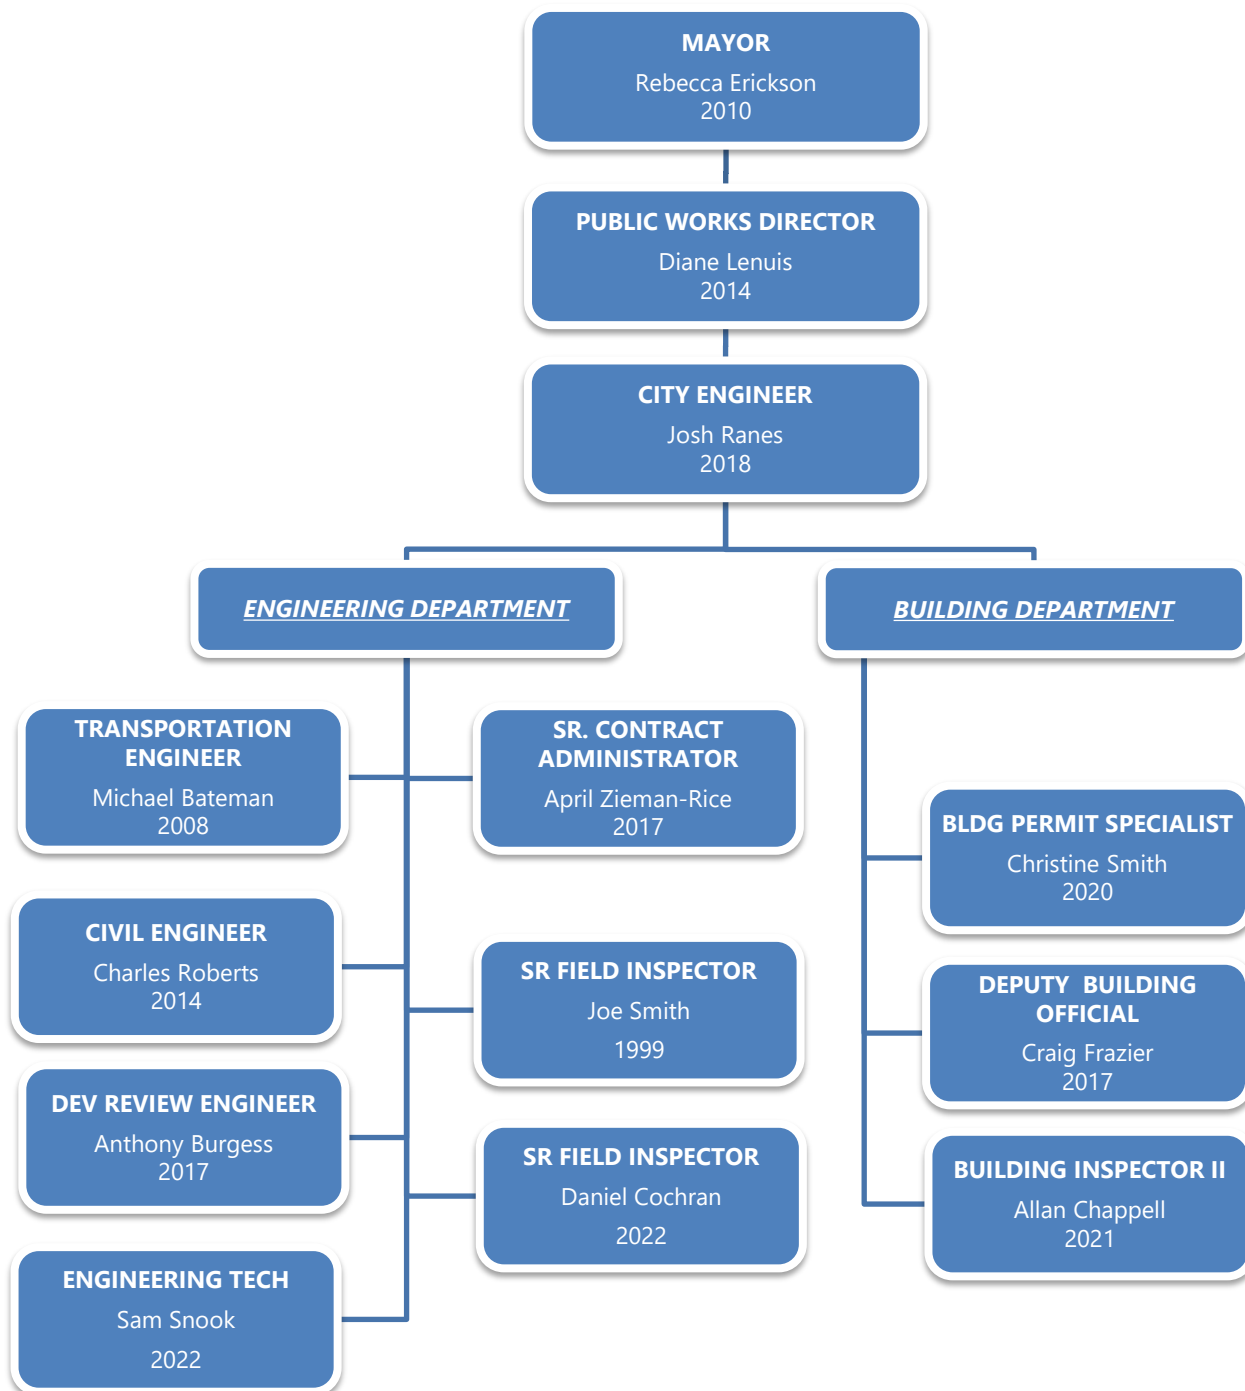 MAYOR
Rebecca Erickson
2010
PUBLIC WORKS DIRECTOR
Diane Lenuis
2014
CITY ENGINEER
Josh Ranes
2018
ENGINEERING DEPARTMENT
TRANSPORTATION
ENGINEER
Michael Bateman
2008
SR. CONTRACT
ADMINISTRATOR
April Zieman-Rice
2017
CIVIL ENGINEER
Charles Roberts
2014
SR FIELD INSPECTOR
Joe Smith
1999
DEV REVIEW ENGINEER
Anthony Burgess
2017
SR FIELD INSPECTOR
Daniel Cochran
2022
ENGINEERING TECH
Sam Snook
2022
BUILDING DEPARTMENT
BLDG PERMIT SPECIALIST
Christine Smith
2020
DEPUTY  BUILDING
OFFICIAL
Craig Frazier
2017
BUILDING INSPECTOR II
Allan Chappell
2021